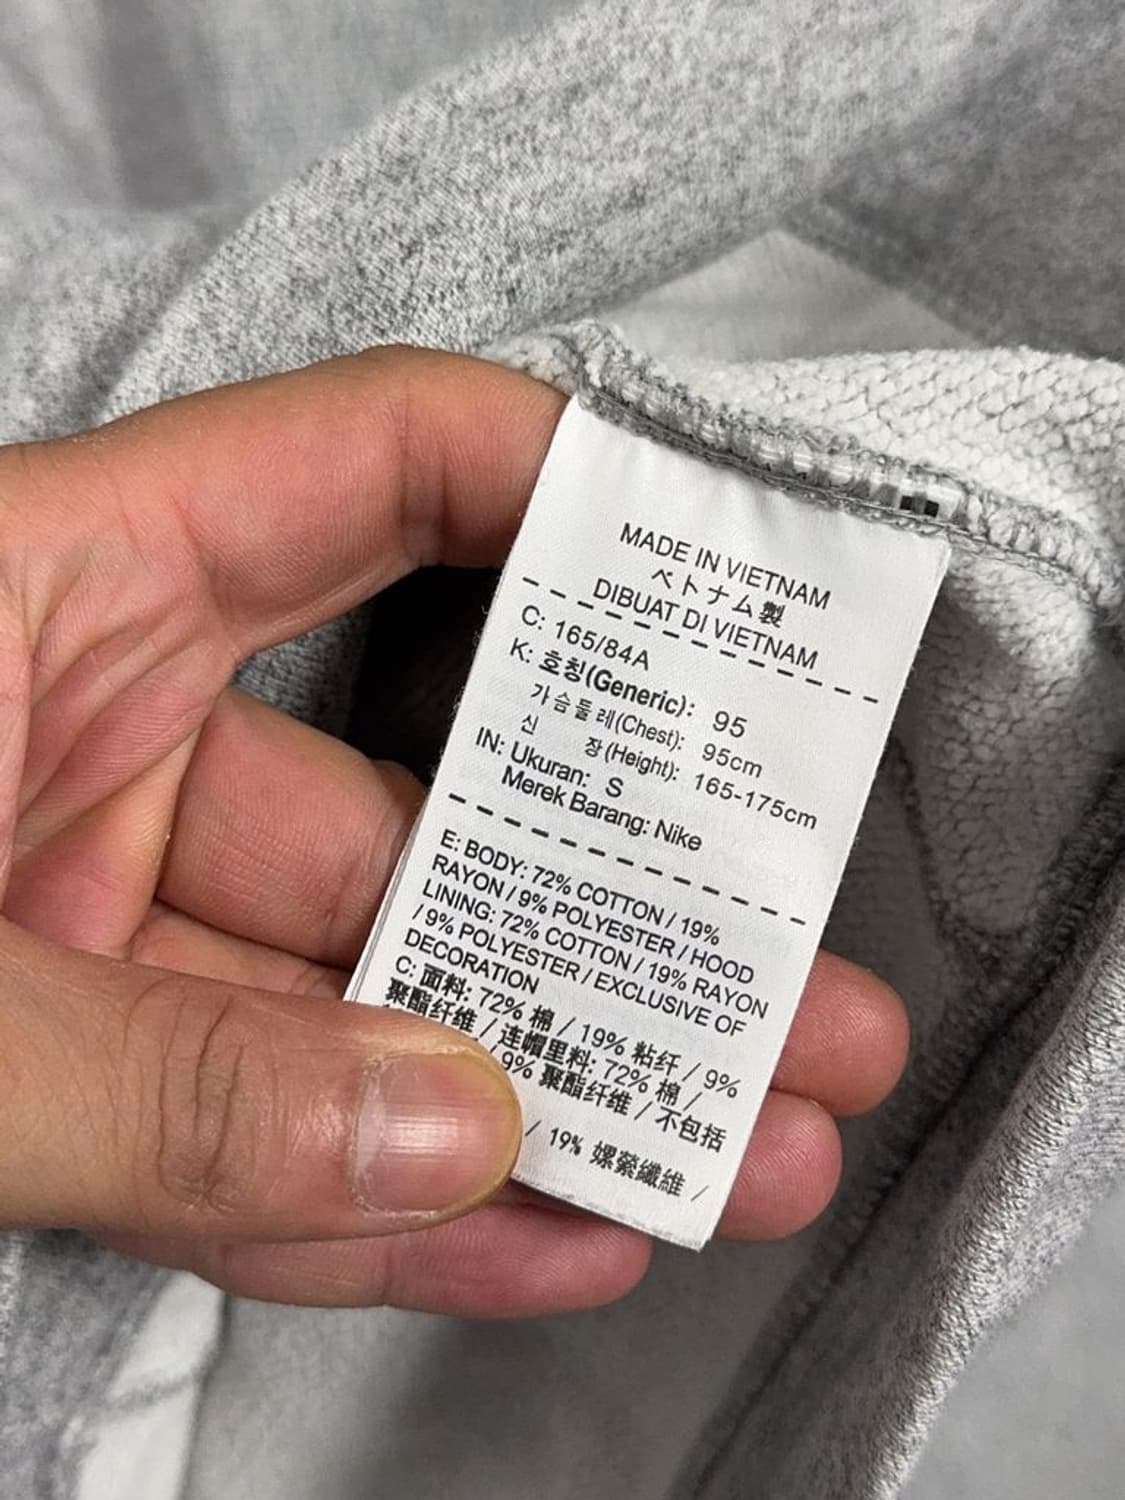 MADE IN VIETNAM
ベトナム製
DIBUAT DI VIETNAM
C: 165/84A
K: 호칭(Generic): 95
가슴둘레(Chest): 95cm
신 장(Height): 165-175cm
IN: Ukuran: S
Merek Barang: Nike
E: BODY: 72% COTTON / 19%
RAYON / 9% POLYESTER / HOOD
LINING: 72% COTTON / 19% RAYON
/ 9% POLYESTER / EXCLUSIVE OF
DECORATION
C: 面料: 72% 棉 / 19% 粘纤 / 9%
聚酯纤维 / 连帽里料: 72% 棉 /
/ 9% 聚酯纤维 / 不包括
/ 19% 嫘縈纖維 /